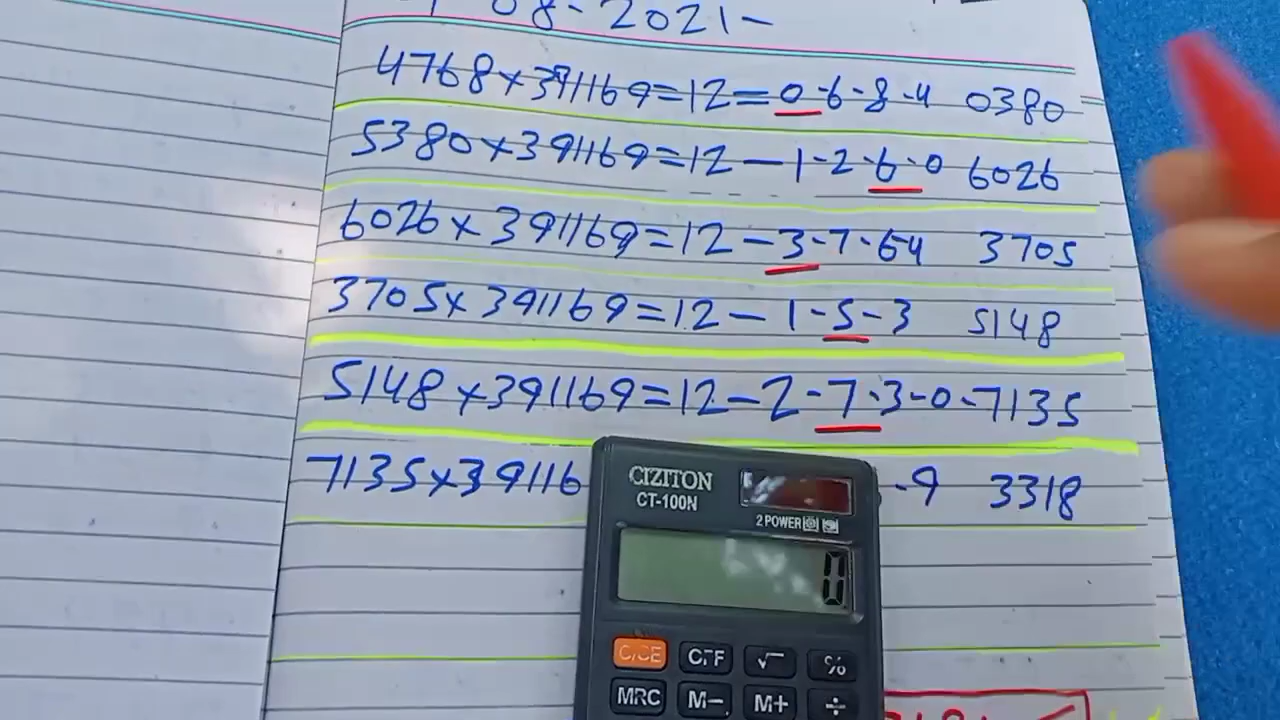 08-2021-
4768×391169=12=0·6·8·4 0380
5380×391169=12-1·2·6·0 6026
6026×391169=12-3·7·64 3705
3705×391169=12-1-5-3 5148
5148×391169=12-2-7·3-0-7135
7135×39116 -9 3318
CIZITON
CT-100N
2 POWER
0
C/CE
OFF
√
%
MRC
M-
M+
÷